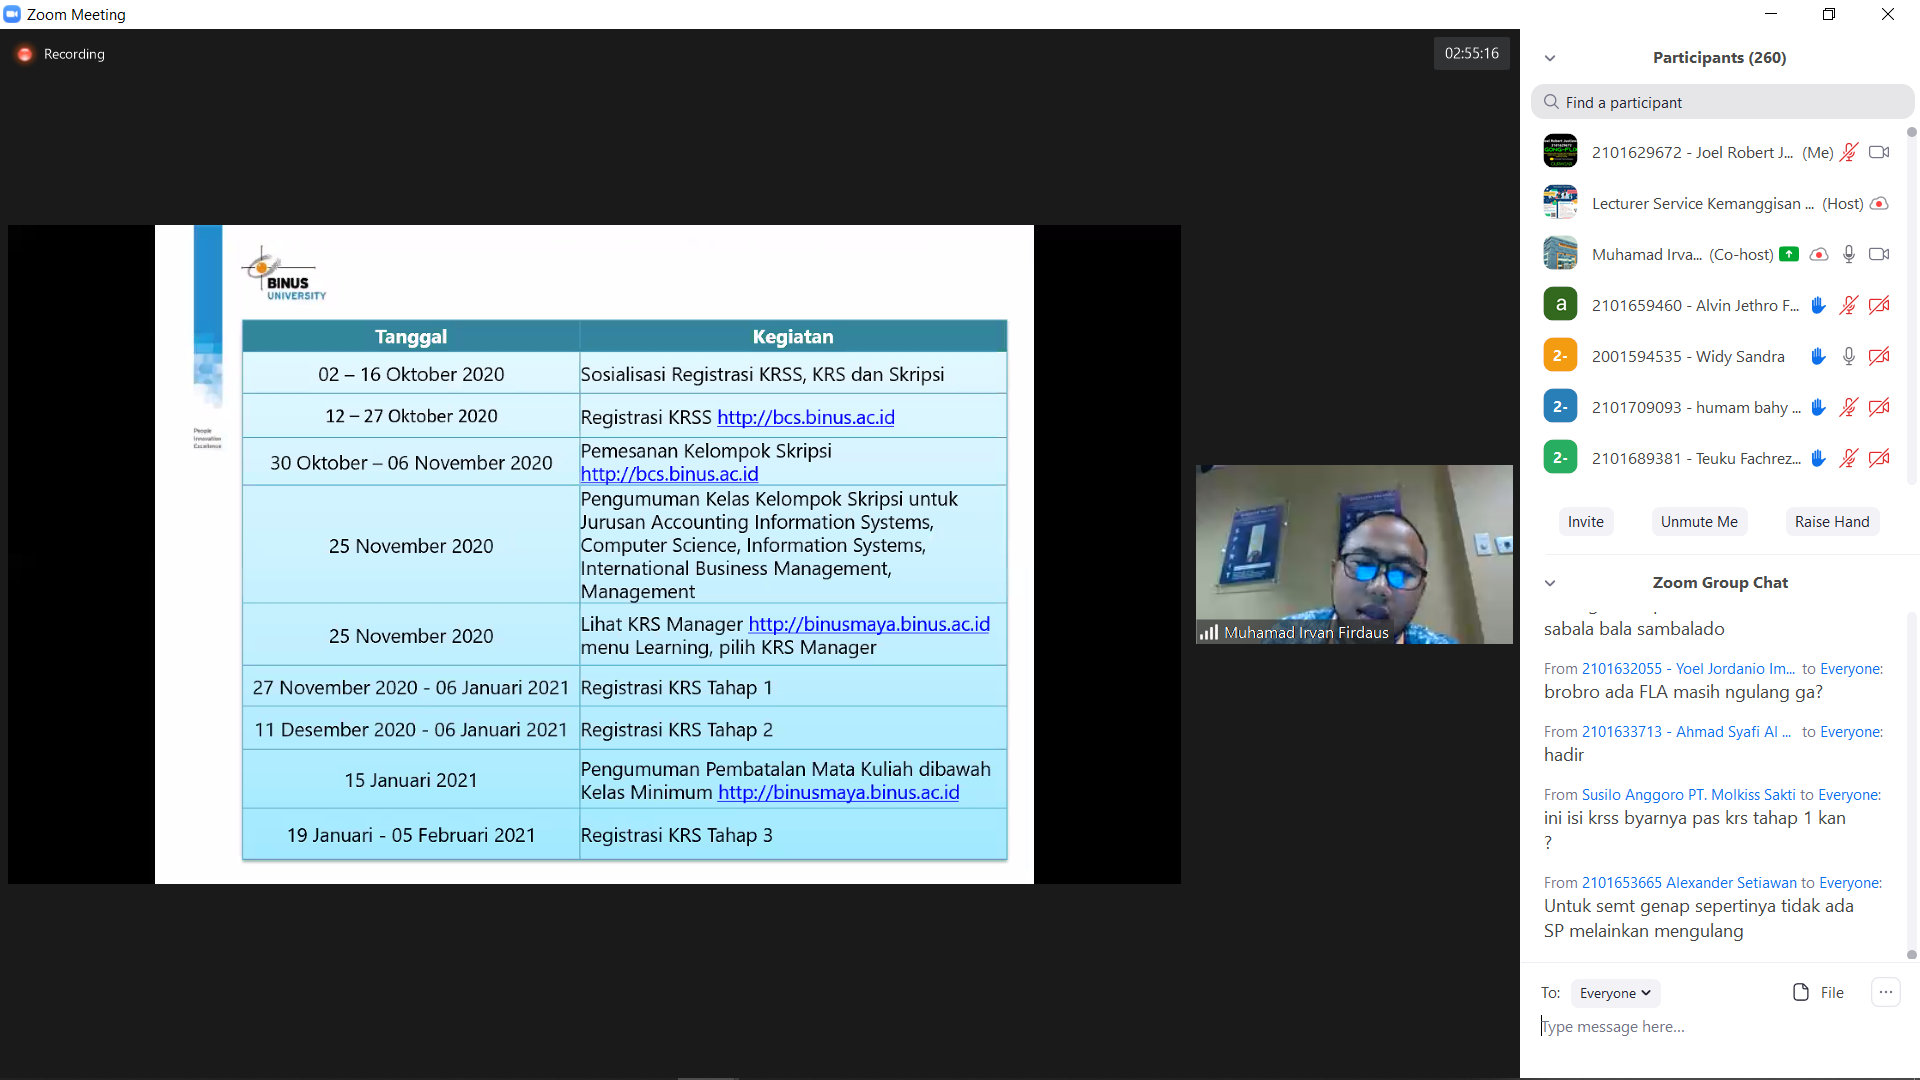 Zoom Meeting
Recording
02:55:16
BINUS
UNIVERSITY
People
Innovation
Excellence
Tanggal Kegiatan
02 – 16 Oktober 2020 Sosialisasi Registrasi KRSS, KRS dan Skripsi
12 – 27 Oktober 2020 Registrasi KRSS http://bcs.binus.ac.id
30 Oktober – 06 November 2020 Pemesanan Kelompok Skripsi
http://bcs.binus.ac.id
25 November 2020 Pengumuman Kelas Kelompok Skripsi untuk
Jurusan Accounting Information Systems,
Computer Science, Information Systems,
International Business Management,
Management
25 November 2020 Lihat KRS Manager http://binusmaya.binus.ac.id
menu Learning, pilih KRS Manager
27 November 2020 - 06 Januari 2021 Registrasi KRS Tahap 1
11 Desember 2020 - 06 Januari 2021 Registrasi KRS Tahap 2
15 Januari 2021 Pengumuman Pembatalan Mata Kuliah dibawah
Kelas Minimum http://binusmaya.binus.ac.id
19 Januari - 05 Februari 2021 Registrasi KRS Tahap 3
Muhamad Irvan Firdaus
Participants (260)
Find a participant
2101629672 - Joel Robert J... (Me)
Lecturer Service Kemanggisan ... (Host)
Muhamad Irva... (Co-host)
a 2101659460 - Alvin Jethro F...
2- 2001594535 - Widy Sandra
2- 2101709093 - humam bahy ...
2- 2101689381 - Teuku Fachrez...
Invite Unmute Me Raise Hand
Zoom Group Chat
sabala bala sambalado
From 2101632055 - Yoel Jordanio Im... to Everyone:
brobro ada FLA masih ngulang ga?
From 2101633713 - Ahmad Syafi Al ... to Everyone:
hadir
From Susilo Anggoro PT. Molkiss Sakti to Everyone:
ini isi krss byarnya pas krs tahap 1 kan
?
From 2101653665 Alexander Setiawan to Everyone:
Untuk semt genap sepertinya tidak ada
SP melainkan mengulang
To: Everyone File ...
Type message here...